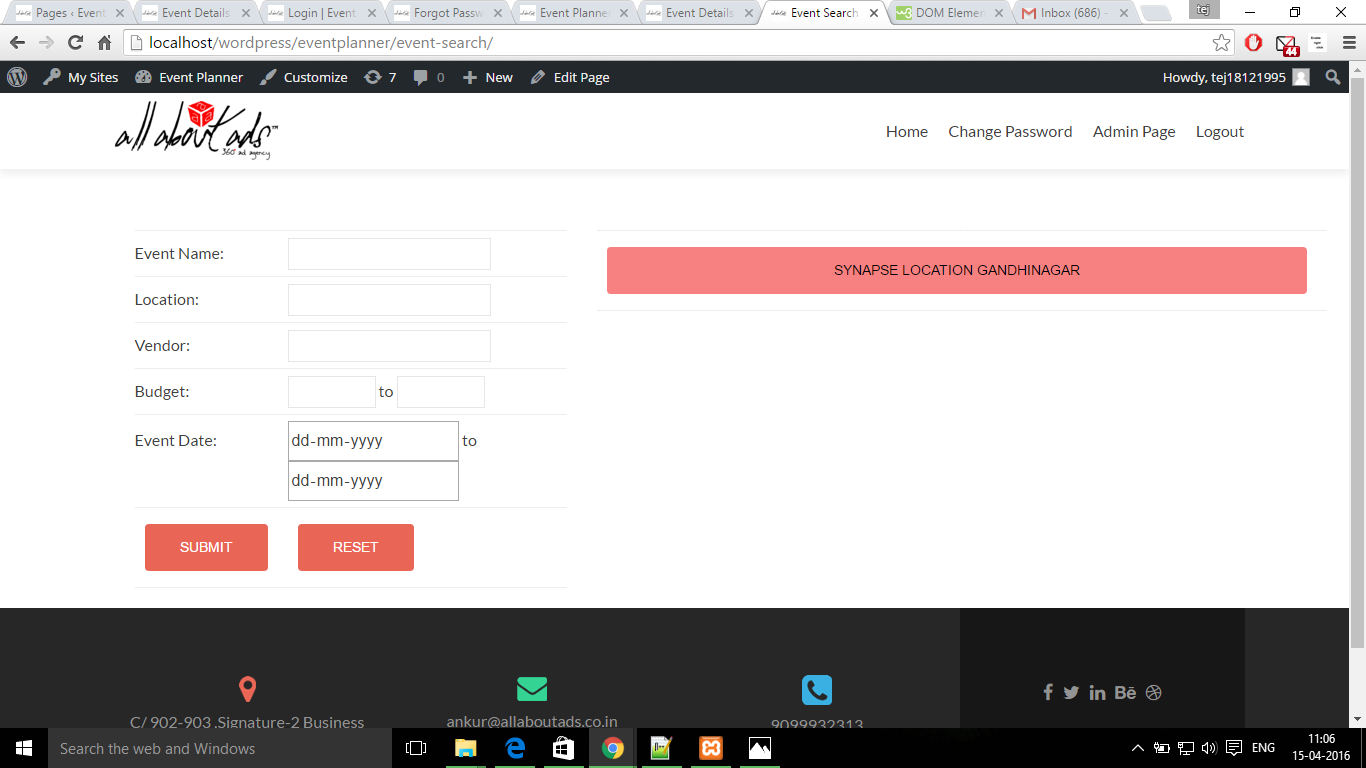 Pages ‹ Event
Event Details
Login | Event
Forgot Passw
Event Planne
Event Details
Event Search
DOM Elemen
Inbox (686) -
tej
localhost/wordpress/eventplanner/event-search/
44
My Sites
Event Planner
Customize
7
0
New
Edit Page
Howdy, tej18121995
all about ads™
360° ad agency
Home
Change Password
Admin Page
Logout
Event Name:
Location:
Vendor:
Budget:
to
Event Date:
dd-mm-yyyy
to
dd-mm-yyyy
SUBMIT
RESET
SYNAPSE LOCATION GANDHINAGAR
C/ 902-903 ,Signature-2 Business
ankur@allaboutads.co.in
9099932313
Search the web and Windows
ENG
11:06
15-04-2016